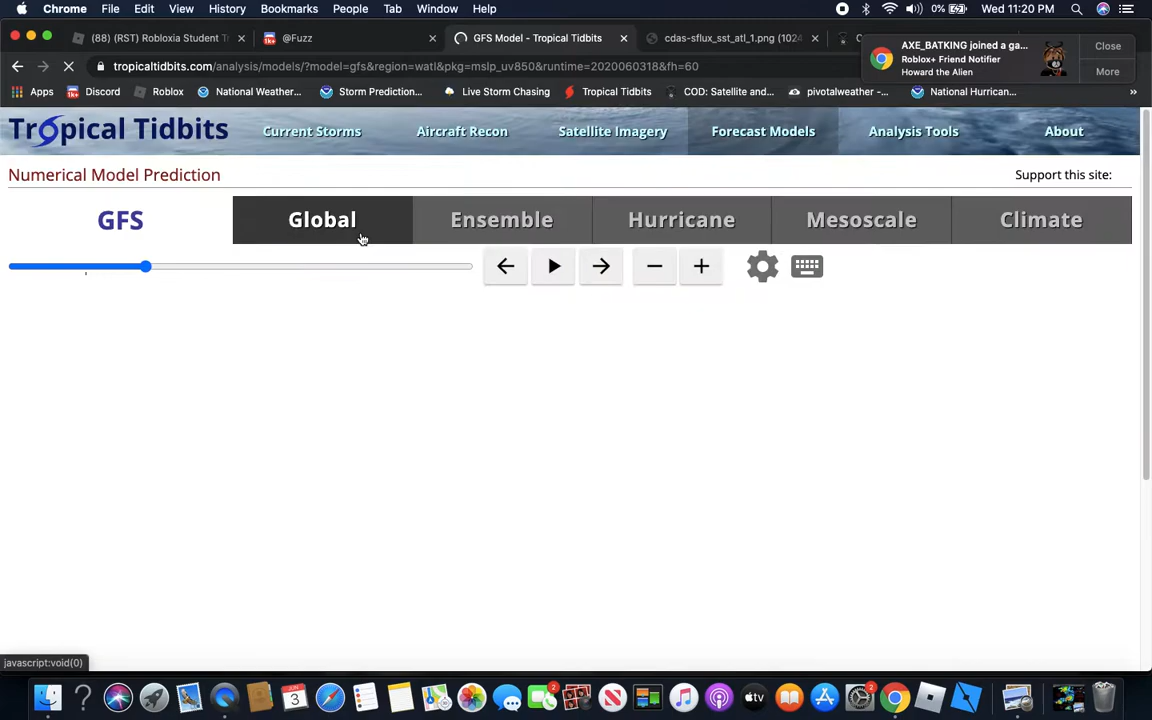 Chrome File Edit View History Bookmarks People Tab Window Help 0% Wed 11:20 PM
(88) (RST) Robloxia Student T @Fuzz GFS Model - Tropical Tidbits cdas-sflux_sst_atl_1.png (102
AXE_BATKING joined a ga... Close
Roblox+ Friend Notifier
Howard the Alien More
tropicaltidbits.com/analysis/models/?model=gfs&region=watl&pkg=mslp_uv850&runtime=2020060318&fh=60
Apps Discord Roblox National Weather... Storm Prediction... Live Storm Chasing Tropical Tidbits COD: Satellite and... pivotalweather -... National Hurrican... »
Tropical Tidbits Current Storms Aircraft Recon Satellite Imagery Forecast Models Analysis Tools About
Numerical Model Prediction Support this site:
GFS Global Ensemble Hurricane Mesoscale Climate
javascript:void(0)
2 3 tv 2